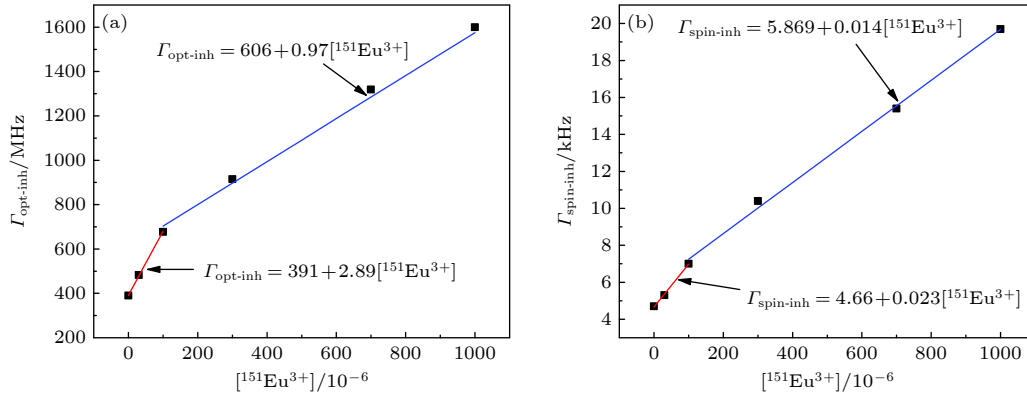 (a)
1600
1400
1200
1000
800
600
400
200
Γopt-inh/MHz
Γopt-inh = 606+0.97[¹⁵¹Eu³⁺]
Γopt-inh = 391+2.89[¹⁵¹Eu³⁺]
0 200 400 600 800 1000
[¹⁵¹Eu³⁺]/10⁻⁶
(b)
20
18
16
14
12
10
8
6
4
Γspin-inh/kHz
Γspin-inh = 5.869+0.014[¹⁵¹Eu³⁺]
Γspin-inh = 4.66+0.023[¹⁵¹Eu³⁺]
0 200 400 600 800 1000
[¹⁵¹Eu³⁺]/10⁻⁶